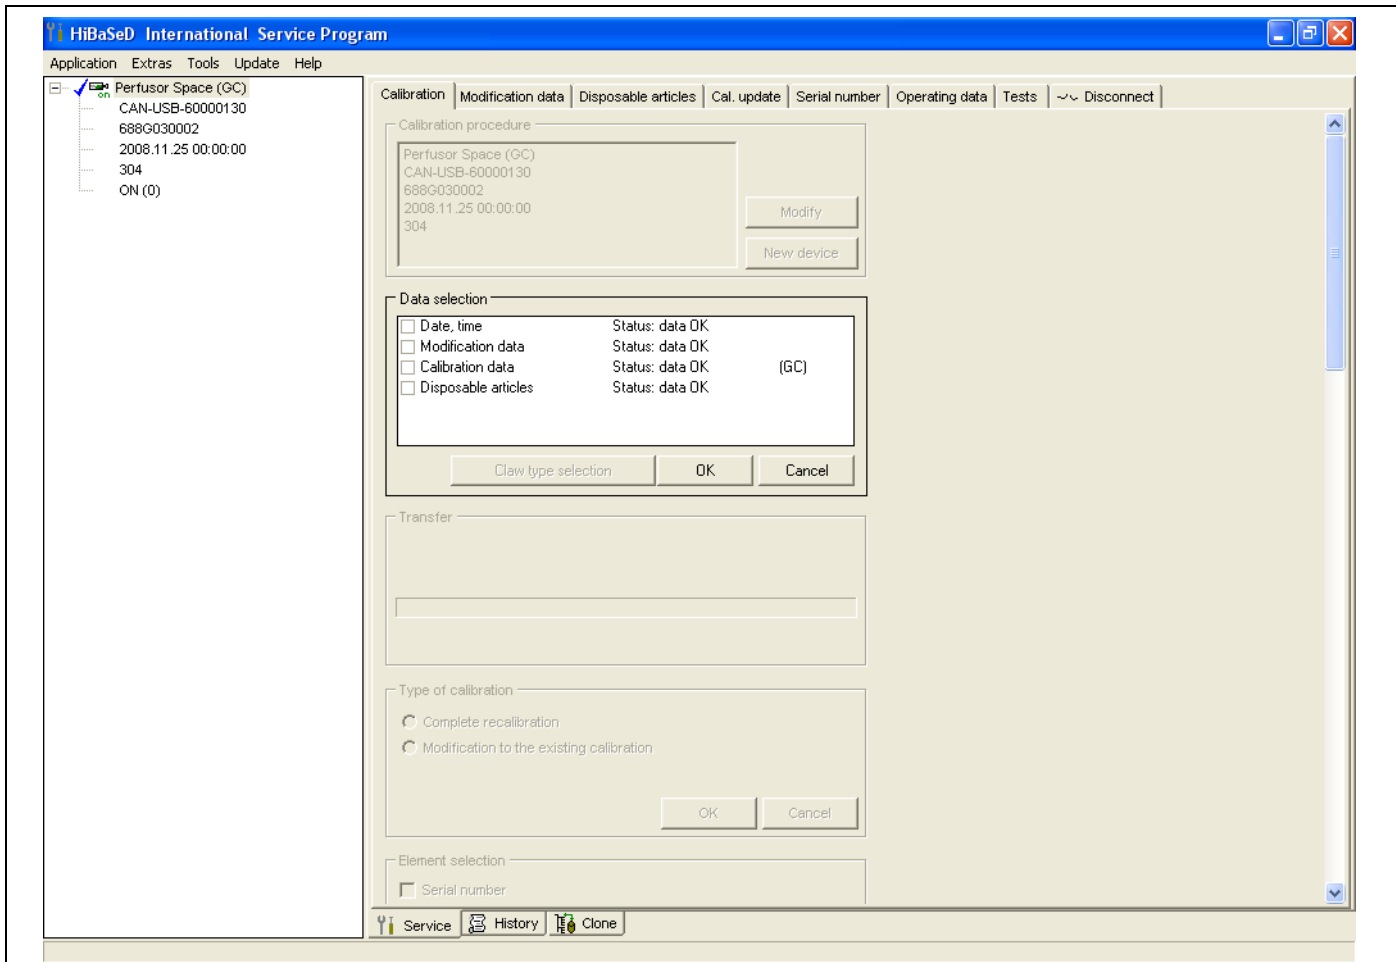 HiBaSeD International Service Program
Application Extras Tools Update Help
Perfusor Space (GC)
on
CAN-USB-60000130
688G030002
2008.11.25 00:00:00
304
ON (0)
Calibration Modification data Disposable articles Cal. update Serial number Operating data Tests Disconnect
Calibration procedure
Perfusor Space (GC)
CAN-USB-60000130
688G030002
2008.11.25 00:00:00
304
Modify
New device
Data selection
Date, time Status: data OK
Modification data Status: data OK
Calibration data Status: data OK (GC)
Disposable articles Status: data OK
Claw type selection OK Cancel
Transfer
Type of calibration
Complete recalibration
Modification to the existing calibration
OK Cancel
Element selection
Serial number
Service History Clone